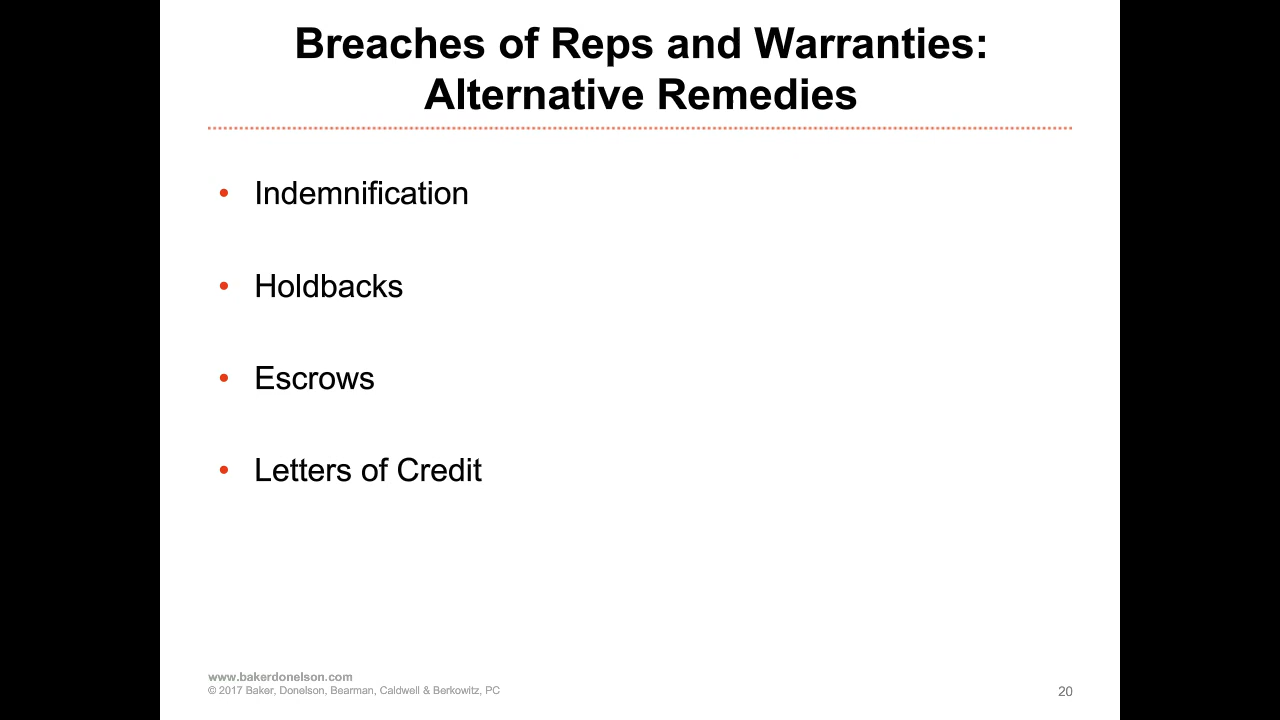 Breaches of Reps and Warranties:
Alternative Remedies
• Indemnification
• Holdbacks
• Escrows
• Letters of Credit
www.bakerdonelson.com
© 2017 Baker, Donelson, Bearman, Caldwell & Berkowitz, PC
20